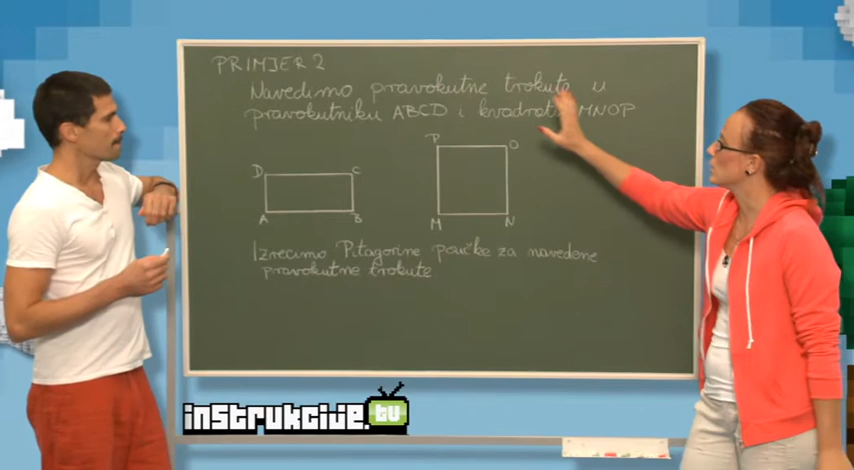 PRIMJER 2
Navedimo pravokutne trokute u
pravokutniku ABCD i kvadratu MNOP
D C
A B
P O
M N
Izrecimo Pitagorine poučke za navedene
pravokutne trokute
instrukcije.tv